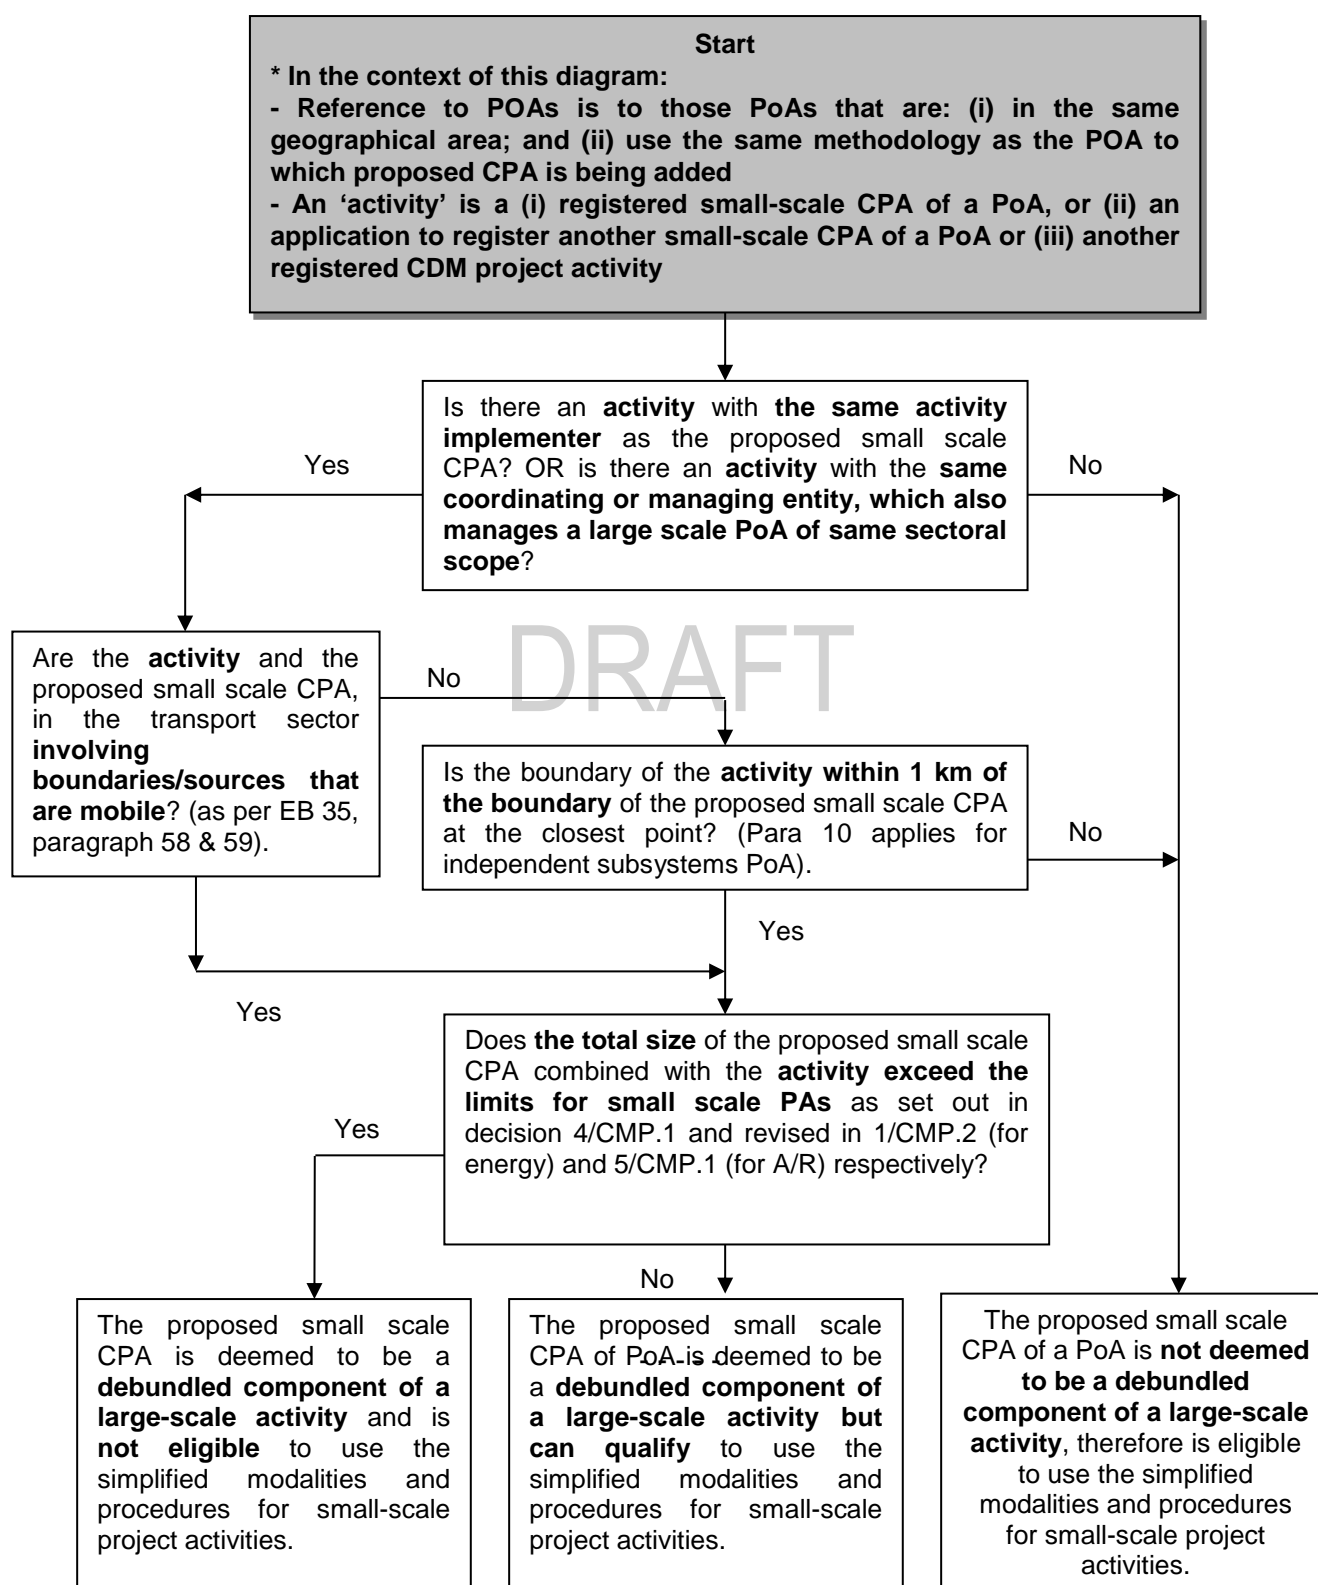 Start
* In the context of this diagram:
- Reference to POAs is to those PoAs that are: (i) in the same
geographical area; and (ii) use the same methodology as the POA to
which proposed CPA is being added
- An ‘activity’ is a (i) registered small-scale CPA of a PoA, or (ii) an
application to register another small-scale CPA of a PoA or (iii) another
registered CDM project activity
Is there an activity with the same activity
implementer as the proposed small scale
CPA? OR is there an activity with the same
coordinating or managing entity, which also
manages a large scale PoA of same sectoral
scope?
Yes
No
DRAFT
Are the activity and the
proposed small scale CPA,
in the transport sector
involving
boundaries/sources that
are mobile? (as per EB 35,
paragraph 58 & 59).
No
Is the boundary of the activity within 1 km of
the boundary of the proposed small scale CPA
at the closest point? (Para 10 applies for
independent subsystems PoA).
No
Yes
Yes
Does the total size of the proposed small scale
CPA combined with the activity exceed the
limits for small scale PAs as set out in
decision 4/CMP.1 and revised in 1/CMP.2 (for
energy) and 5/CMP.1 (for A/R) respectively?
Yes
No
The proposed small scale
CPA is deemed to be a
debundled component of a
large-scale activity and is
not eligible to use the
simplified modalities and
procedures for small-scale
project activities.
The proposed small scale
CPA of PoA is deemed to be
a debundled component of
a large-scale activity but
can qualify to use the
simplified modalities and
procedures for small-scale
project activities.
The proposed small scale
CPA of a PoA is not deemed
to be a debundled
component of a large-scale
activity, therefore is eligible
to use the simplified
modalities and procedures
for small-scale project
activities.